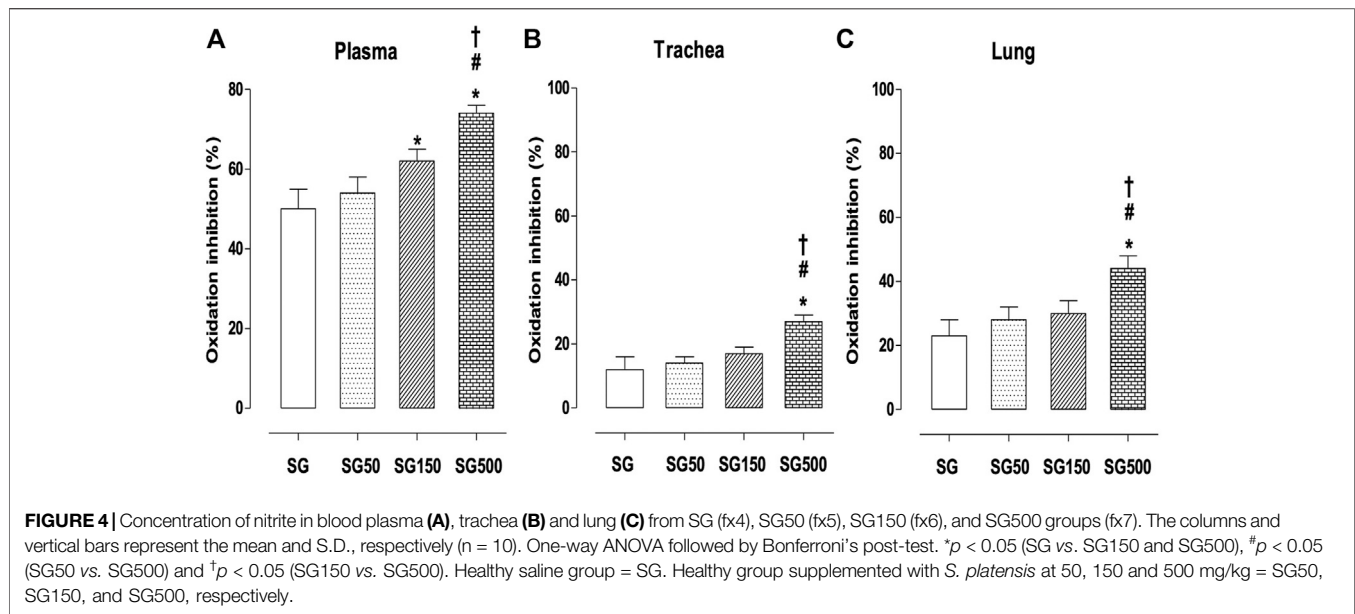 A
Plasma
†
#
*
*
Oxidation inhibition (%)
80
60
40
20
0
SG SG50 SG150 SG500
B
Trachea
†
#
*
Oxidation inhibition (%)
100
80
60
40
20
0
SG SG50 SG150 SG500
C
Lung
†
#
*
Oxidation inhibition (%)
100
80
60
40
20
0
SG SG50 SG150 SG500
FIGURE 4 | Concentration of nitrite in blood plasma (A), trachea (B) and lung (C) from SG (fx4), SG50 (fx5), SG150 (fx6), and SG500 groups (fx7). The columns and
vertical bars represent the mean and S.D., respectively (n = 10). One-way ANOVA followed by Bonferroni's post-test. *p < 0.05 (SG vs. SG150 and SG500), #p < 0.05
(SG50 vs. SG500) and †p < 0.05 (SG150 vs. SG500). Healthy saline group = SG. Healthy group supplemented with S. platensis at 50, 150 and 500 mg/kg = SG50,
SG150, and SG500, respectively.